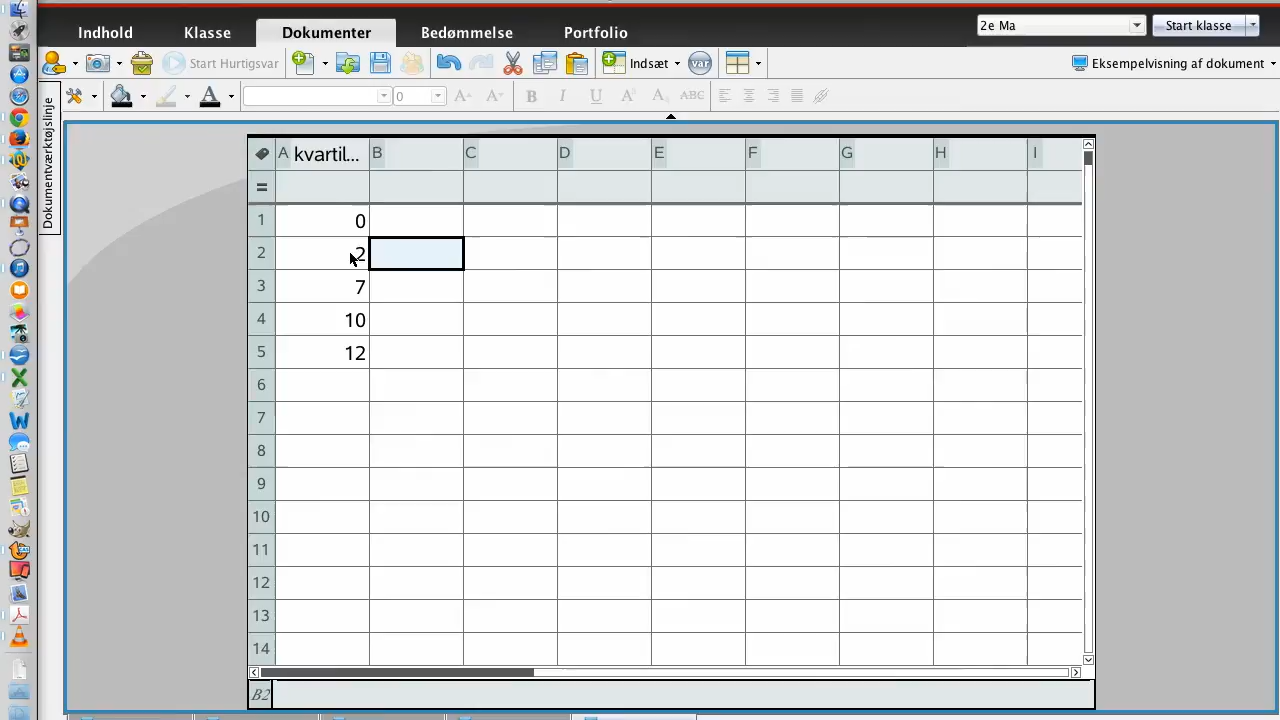 Indhold Klasse Dokumenter Bedømmelse Portfolio 2e Ma Start klasse
Start Hurtigsvar Indsæt var Eksempelvisning af dokument
A 0 A A B I U A A ABC
Dokumentværktøjslinje
A kvartil... B C D E F G H I
=
1 0
2 2
3 7
4 10
5 12
6
7
8
9
10
11
12
13
14
B2